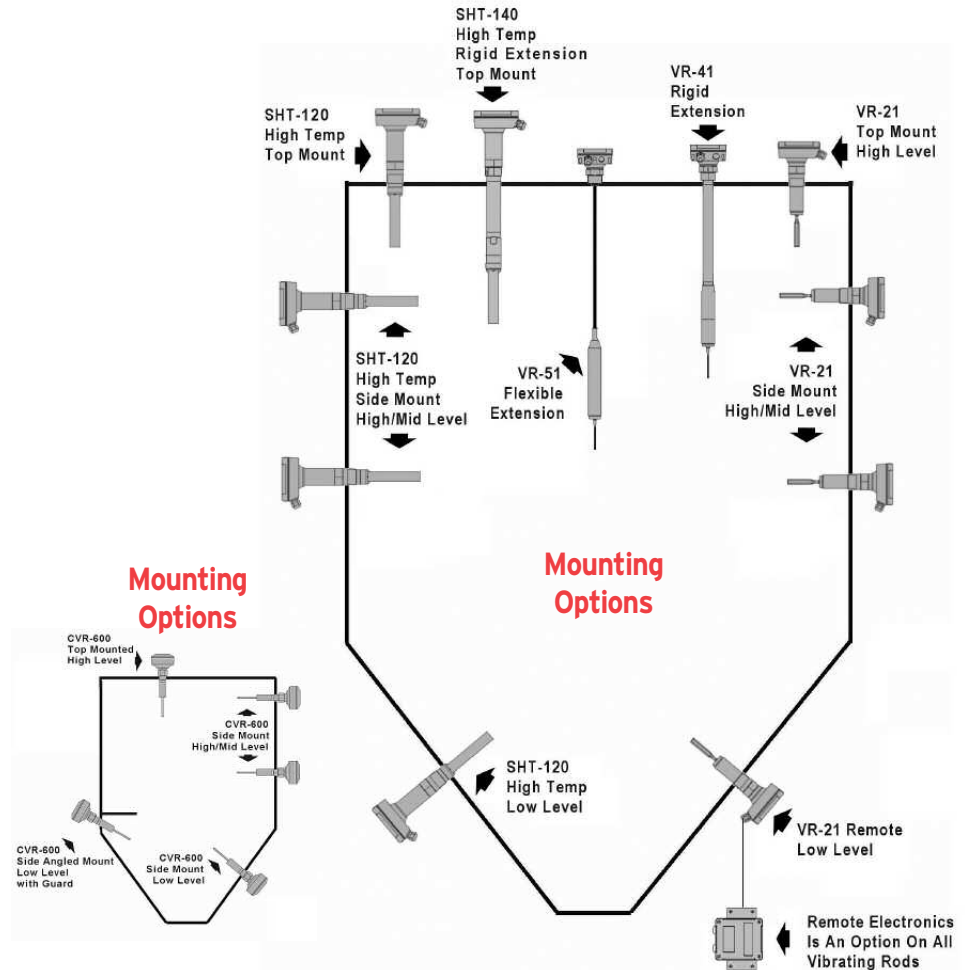 SHT-140
High Temp
Rigid Extension
Top Mount
VR-41
Rigid
Extension
SHT-120
High Temp
Top Mount
VR-21
Top Mount
High Level
SHT-120
High Temp
Side Mount
High/Mid Level
VR-51
Flexible
Extension
VR-21
Side Mount
High/Mid Level
Mounting
Options
Mounting
Options
CVR-600
Top Mounted
High Level
CVR-600
Side Mount
High/Mid Level
CVR-600
Side Angled Mount
Low Level
with Guard
CVR-600
Side Mount
Low Level
SHT-120
High Temp
Low Level
VR-21 Remote
Low Level
Remote Electronics
Is An Option On All
Vibrating Rods